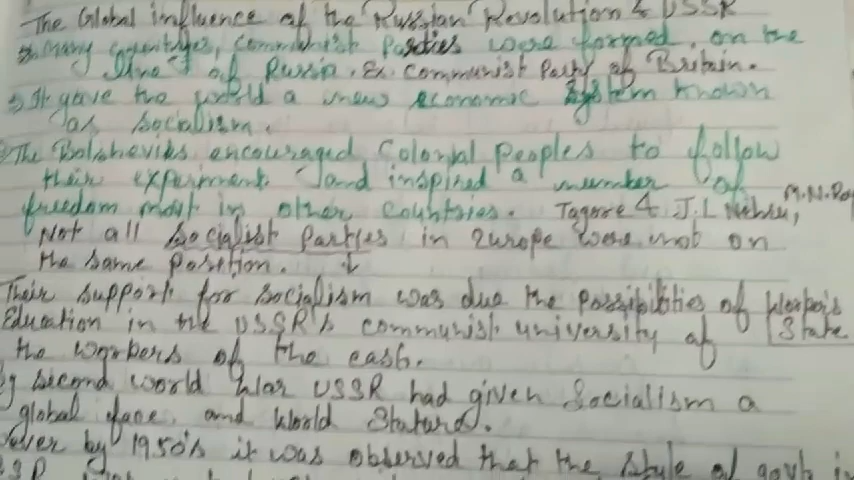 The Global influence of the Russian Revolution & USSR
Many countries, communist Parties were formed, on the
line of Russia. Ex. communist Party of Britain.
It gave the world a new economic System known
as Socialism.
The Bolsheviks encouraged Colonial Peoples to follow
their experiment and inspired a number of
freedom mov't in other Countries. Tagore & J.L Nehru, M.N.Roy
Not all Socialist Parties in Europe were not on
the same position. ↓
Their support for Socialism was due the possibilities of Worker's State
Education in the USSR's communist university of
the workers of the east.
second world War USSR had given Socialism a
global face, and World Stature.
ever by 1950's it was observed that the style of govt in